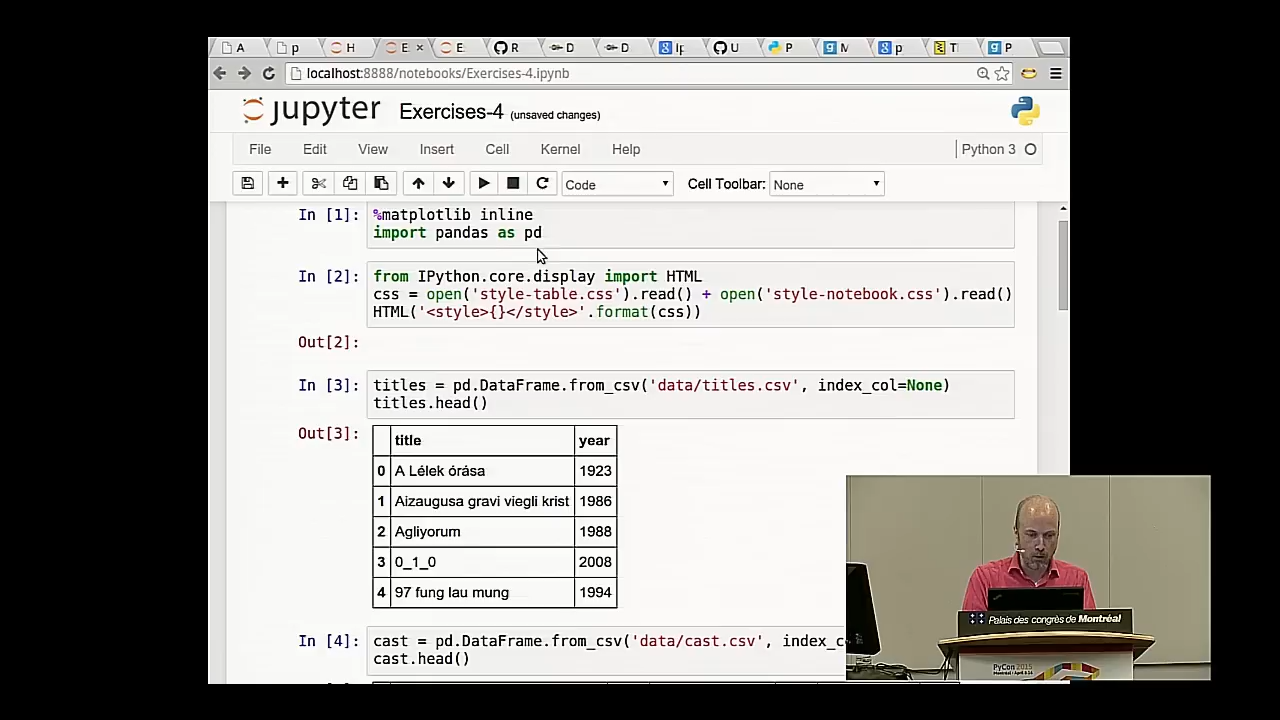 A p H E × E R D D Ip U P M p T P
localhost:8888/notebooks/Exercises-4.ipynb
jupyter Exercises-4 (unsaved changes)
File Edit View Insert Cell Kernel Help Python 3
Code Cell Toolbar: None
In [1]: %matplotlib inline
import pandas as pd
In [2]: from IPython.core.display import HTML
css = open('style-table.css').read() + open('style-notebook.css').read()
HTML('<style>{}</style>'.format(css))
Out[2]:
In [3]: titles = pd.DataFrame.from_csv('data/titles.csv', index_col=None)
titles.head()
Out[3]:
title year
0 A Lélek órása 1923
1 Aizaugusa gravi viegli krist 1986
2 Agliyorum 1988
3 0_1_0 2008
4 97 fung lau mung 1994
In [4]: cast = pd.DataFrame.from_csv('data/cast.csv', index_c
cast.head()
Palais des congrès de Montréal
PyCon 2015